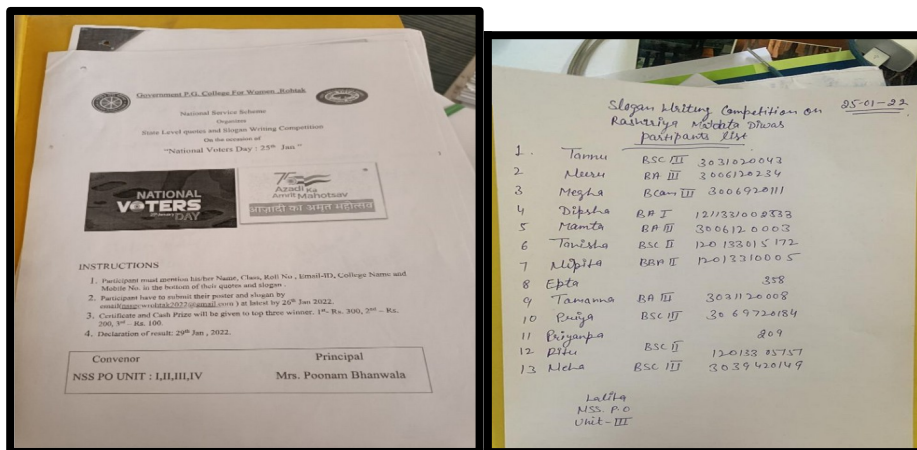 Government P.G. College For Women ,Rohtak
National Service Scheme
Organizes
State Level quotes and Slogan Writing Competition
On the occasion of
"National Voters Day : 25th Jan "
NATIONAL
VOTERS
DAY
Azadi Ka
Amrit Mahotsav
आज़ादी का अमृत महोत्सव
INSTRUCTIONS
1. Participant must mention his/her Name, Class, Roll No , Email-ID, College Name and
Mobile No. in the bottom of their quotes and slogan .
2. Participant have to submit their poster and slogan by
at latest by 26th Jan 2022.
3. Certificate and Cash Prize will be given to top three winner. 1st- Rs. 300, 2nd – Rs.
200, 3rd – Rs. 100.
4. Declaration of result: 29th Jan , 2022.
Convenor
Principal
NSS PO UNIT : I,II,III,IV
Mrs. Poonam Bhanwala
Slogan Writing Competition on 25-01-22
Rashtriya Matdata Diwas
partipants list
1. Tannu BSC III 3031020043
2 Meenu BA III 3006120234
3 Megha BCom III 3006920111
4 Dipsha BA I
5 Mamta BA III 3006120003
6 Tanisha BSC II 120133015172
7 BBA II 12013310005
8 Epta 358
9 Tamanna BA III 3031120008
10 Priya BSC III 3069720184
11 Priyanka 209
12 Ritu BSC II
13 Neha BSC III 3039420149
Lalita
NSS. P.O
Unit-III